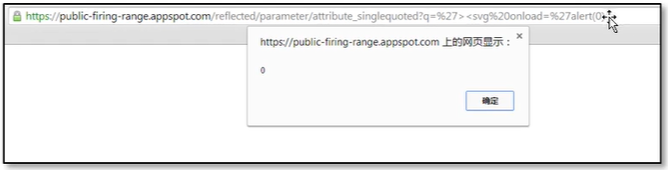 https://public-firing-range.appspot.com/reflected/parameter/attribute_singlequoted?q=%27><svg%20onload=%27alert(0)
https://public-firing-range.appspot.com 上的网页显示：
0
确定